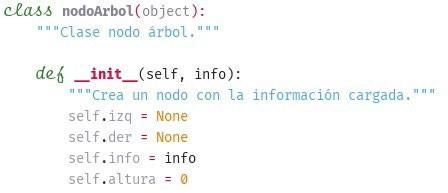 class nodoArbol(object):
"""Clase nodo árbol."""
def __init__(self, info):
"""Crea un nodo con la información cargada."""
self.izq = None
self.der = None
self.info = info
self.altura = 0